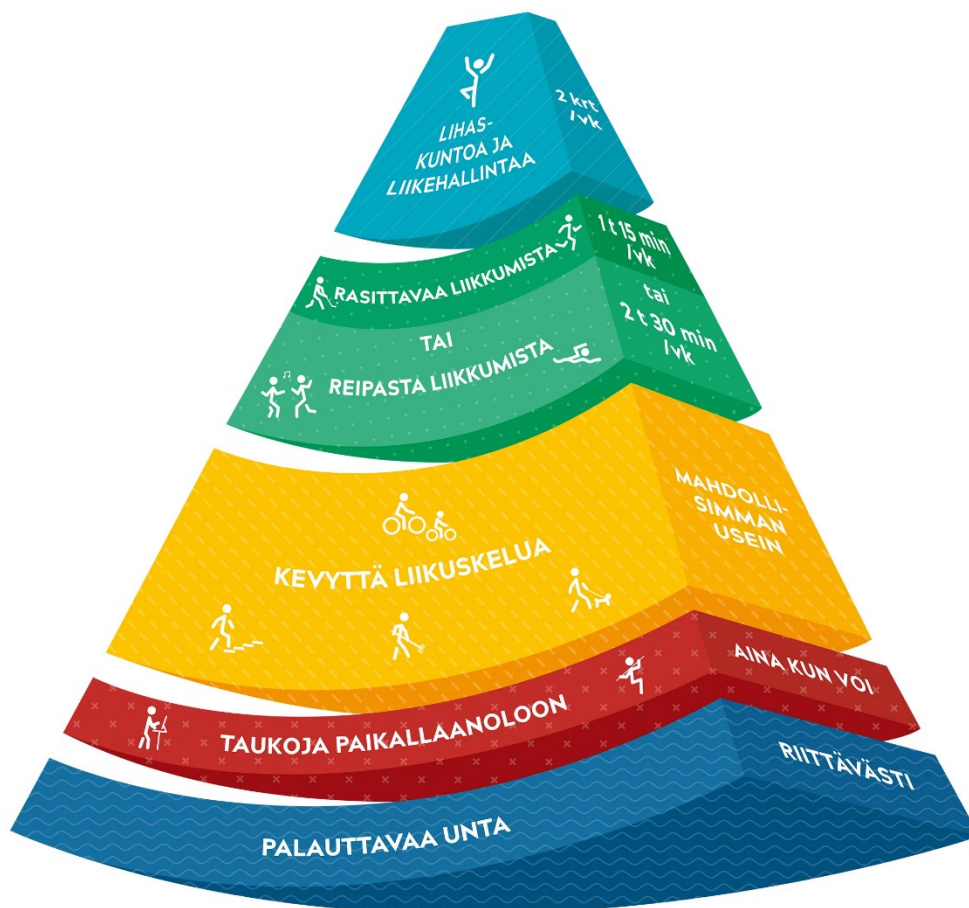 LIHAS-
KUNTOA JA
LIIKEHALLINTAA
2 krt
/vk
RASITTAVAA LIIKKUMISTA
1 t 15 min
/vk
TAI
tai
REIPASTA LIIKKUMISTA
2 t 30 min
/vk
KEVYTTÄ LIIKUSKELUA
MAHDOLLI-
SIMMAN
USEIN
TAUKOJA PAIKALLAANOLOON
AINA KUN VOI
PALAUTTAVAA UNTA
RIITTÄVÄSTI